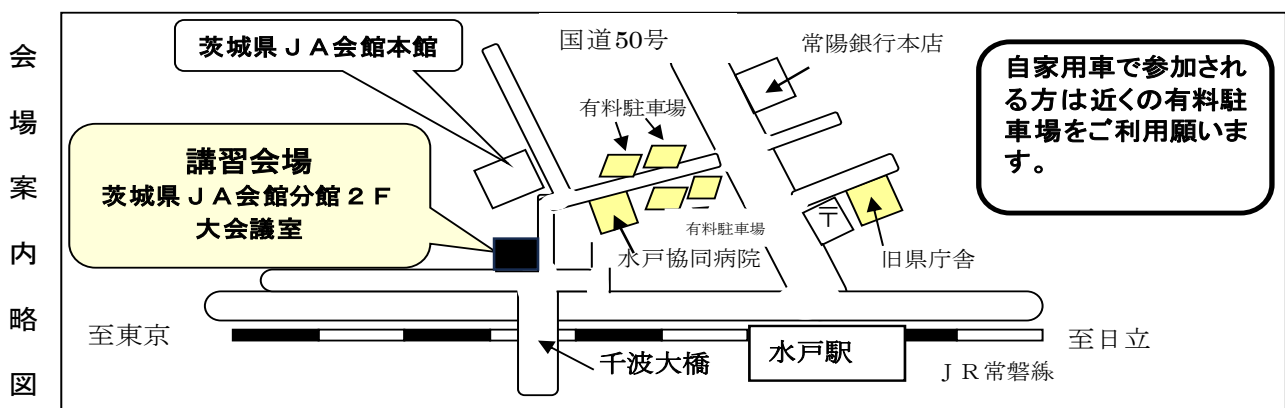 会場案内略図
茨城県ＪＡ会館本館
国道50号
常陽銀行本店
自家用車で参加され
る方は近くの有料駐
車場をご利用願いま
す。
有料駐車場
講習会場
茨城県ＪＡ会館分館２Ｆ
大会議室
〒
有料駐車場
水戸協同病院
旧県庁舎
至東京
千波大橋
水戸駅
至日立
ＪＲ常磐線